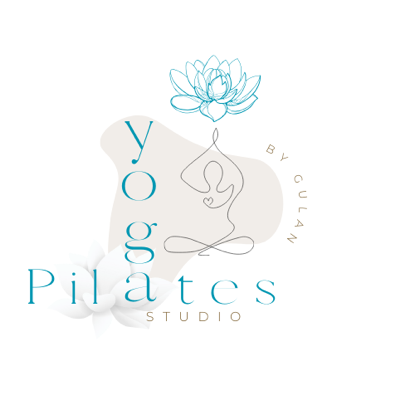 yoga
Pilates
STUDIO
BY GULAN